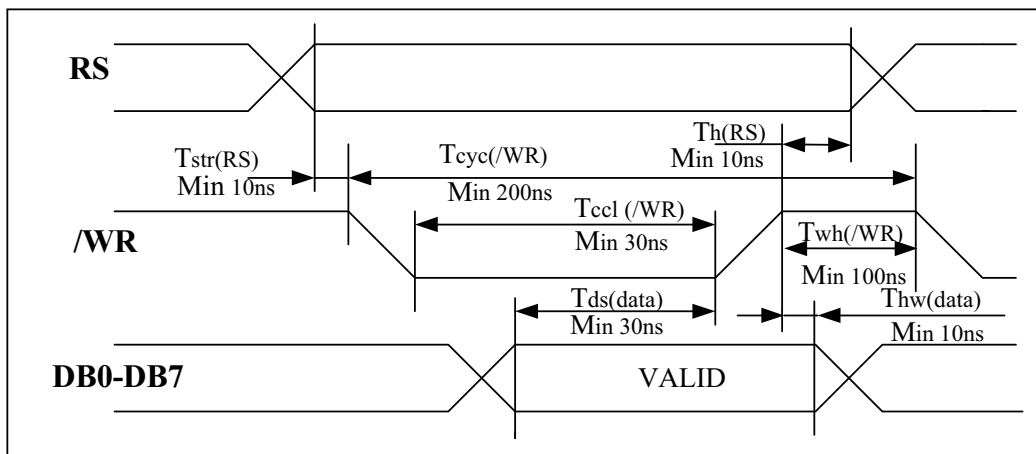 RS
Tstr(RS)
Min 10ns
Tcyc(/WR)
Min 200ns
Th(RS)
Min 10ns
/WR
Tccl (/WR)
Min 30ns
Twh(/WR)
Min 100ns
Tds(data)
Min 30ns
Thw(data)
Min 10ns
DB0-DB7
VALID